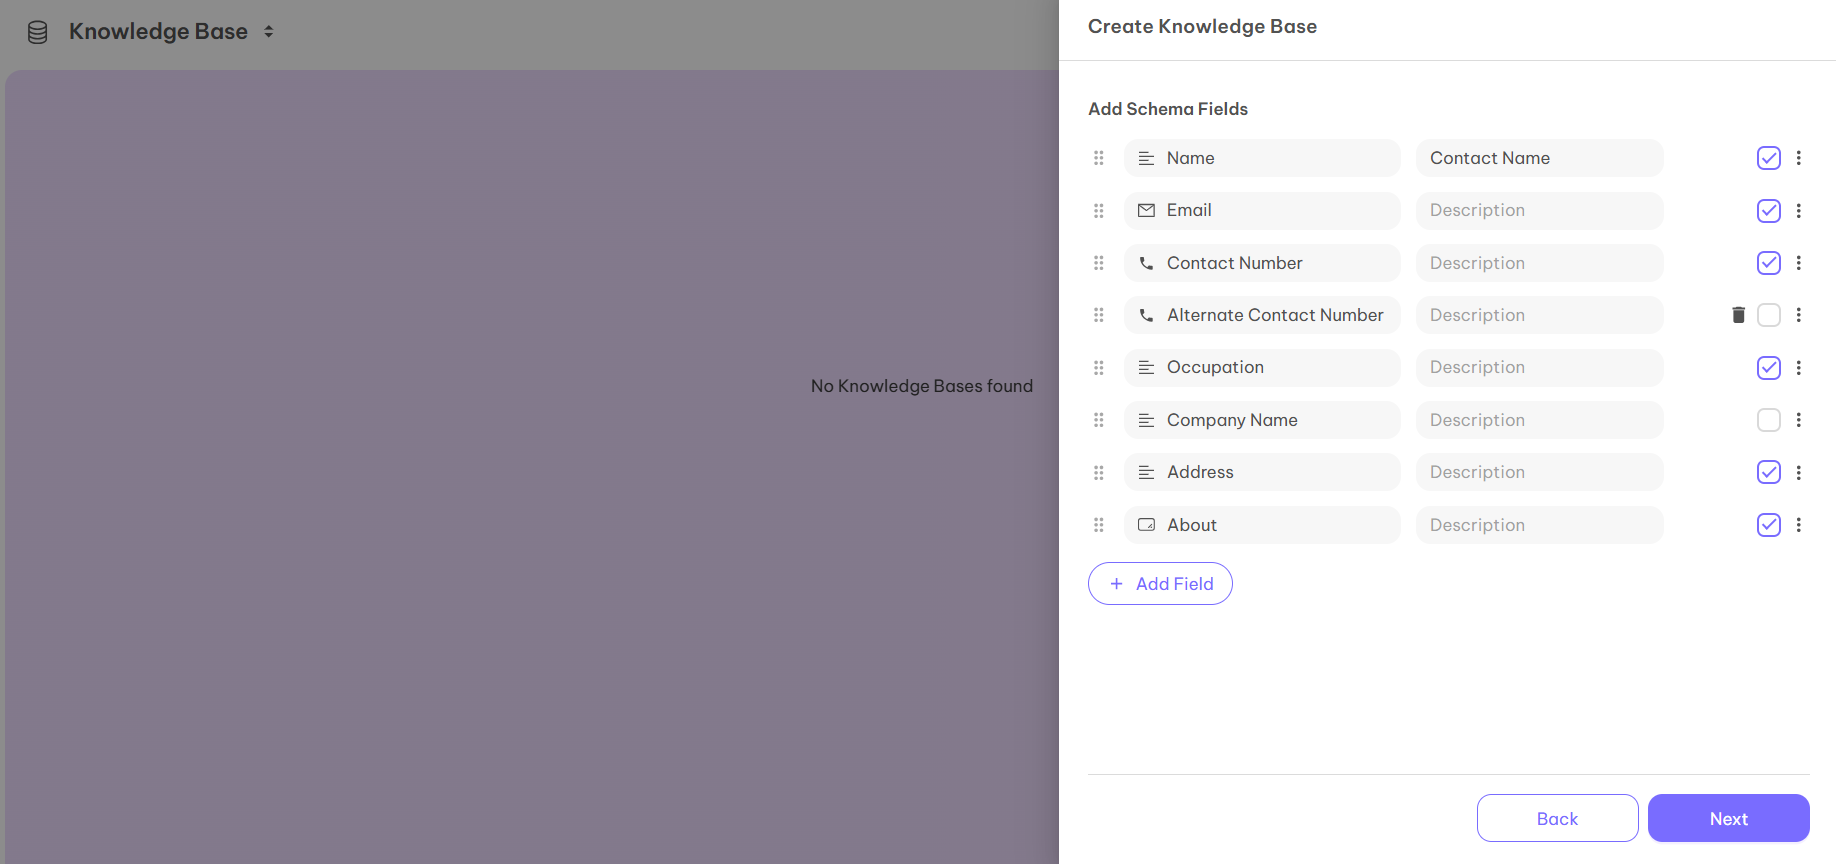 Knowledge Base
No Knowledge Bases found
Create Knowledge Base
Add Schema Fields
Name Contact Name
Email Description
Contact Number Description
Alternate Contact Number Description
Occupation Description
Company Name Description
Address Description
About Description
+ Add Field
Back Next